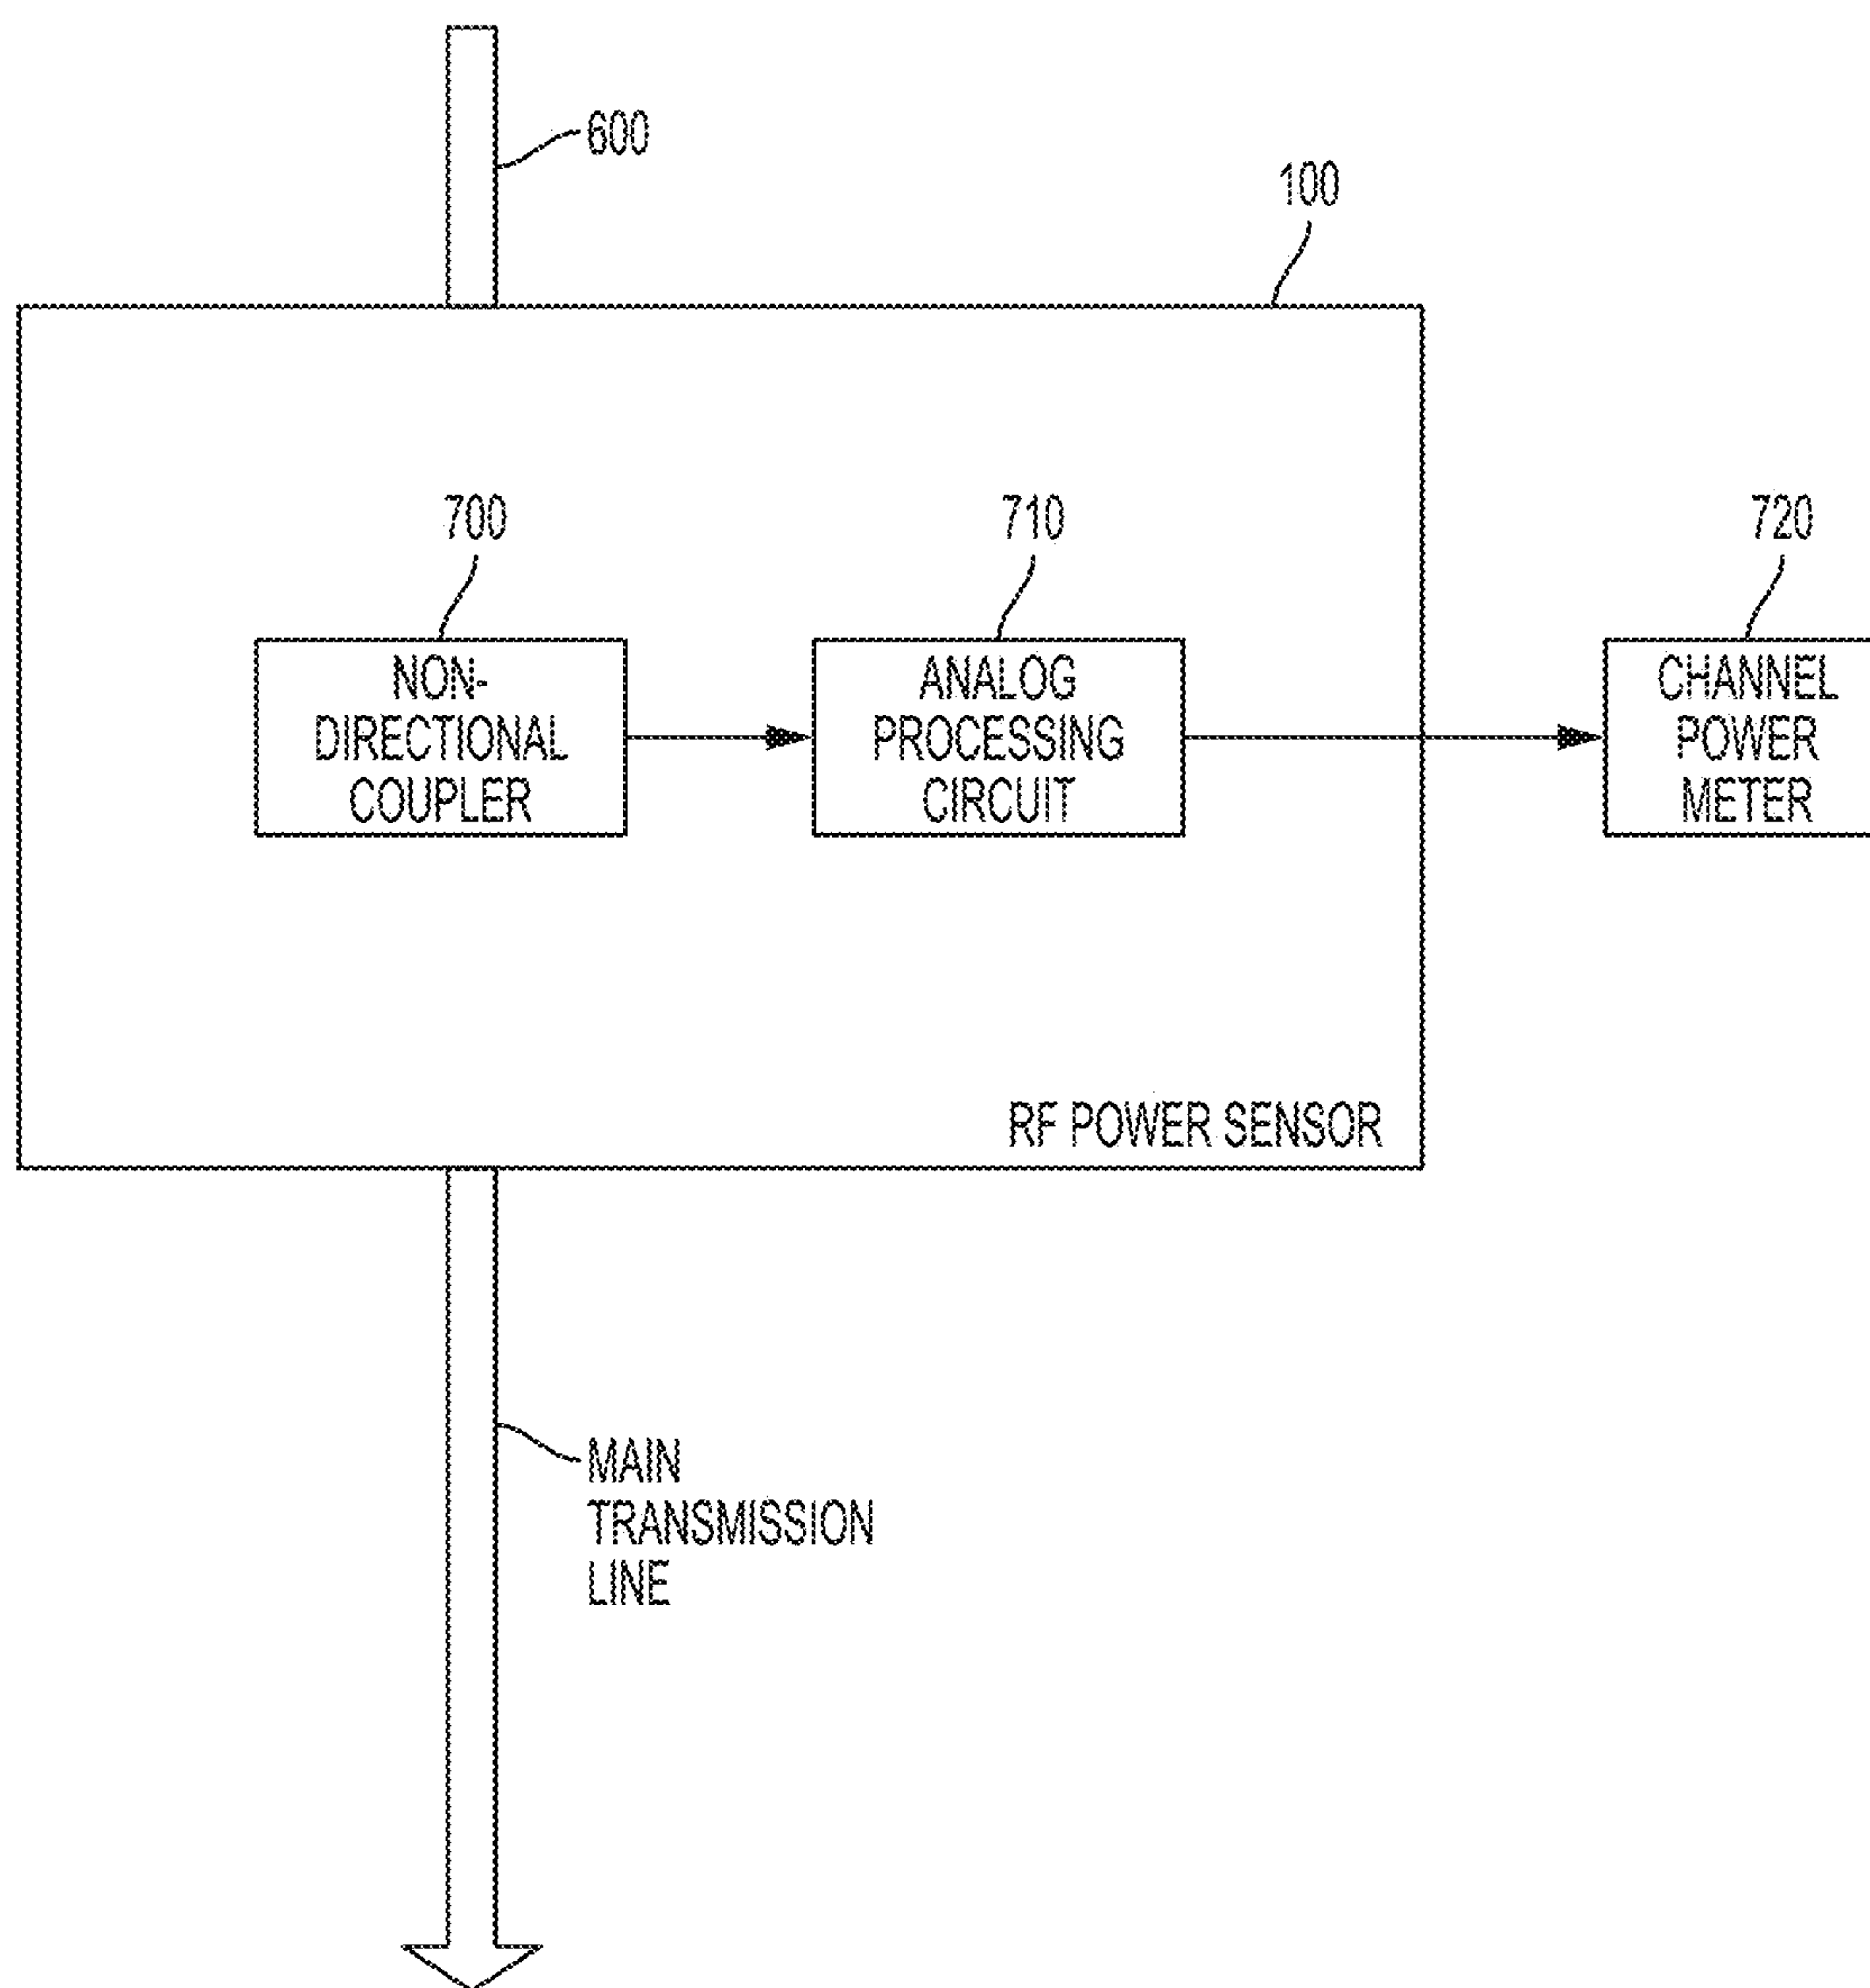 600
100
700
710
720
NON-
DIRECTIONAL
COUPLER
ANALOG
PROCESSING
CIRCUIT
CHANNEL
POWER
METER
RF POWER SENSOR
MAIN
TRANSMISSION
LINE